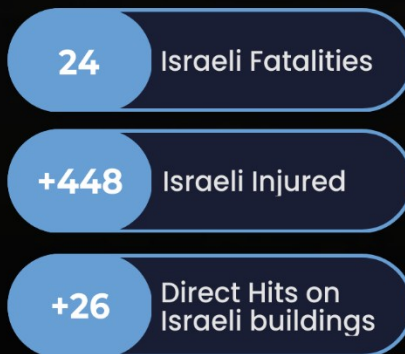 24
Israeli Fatalities
+448
Israeli Injured
+26
Direct Hits on
Israeli buildings